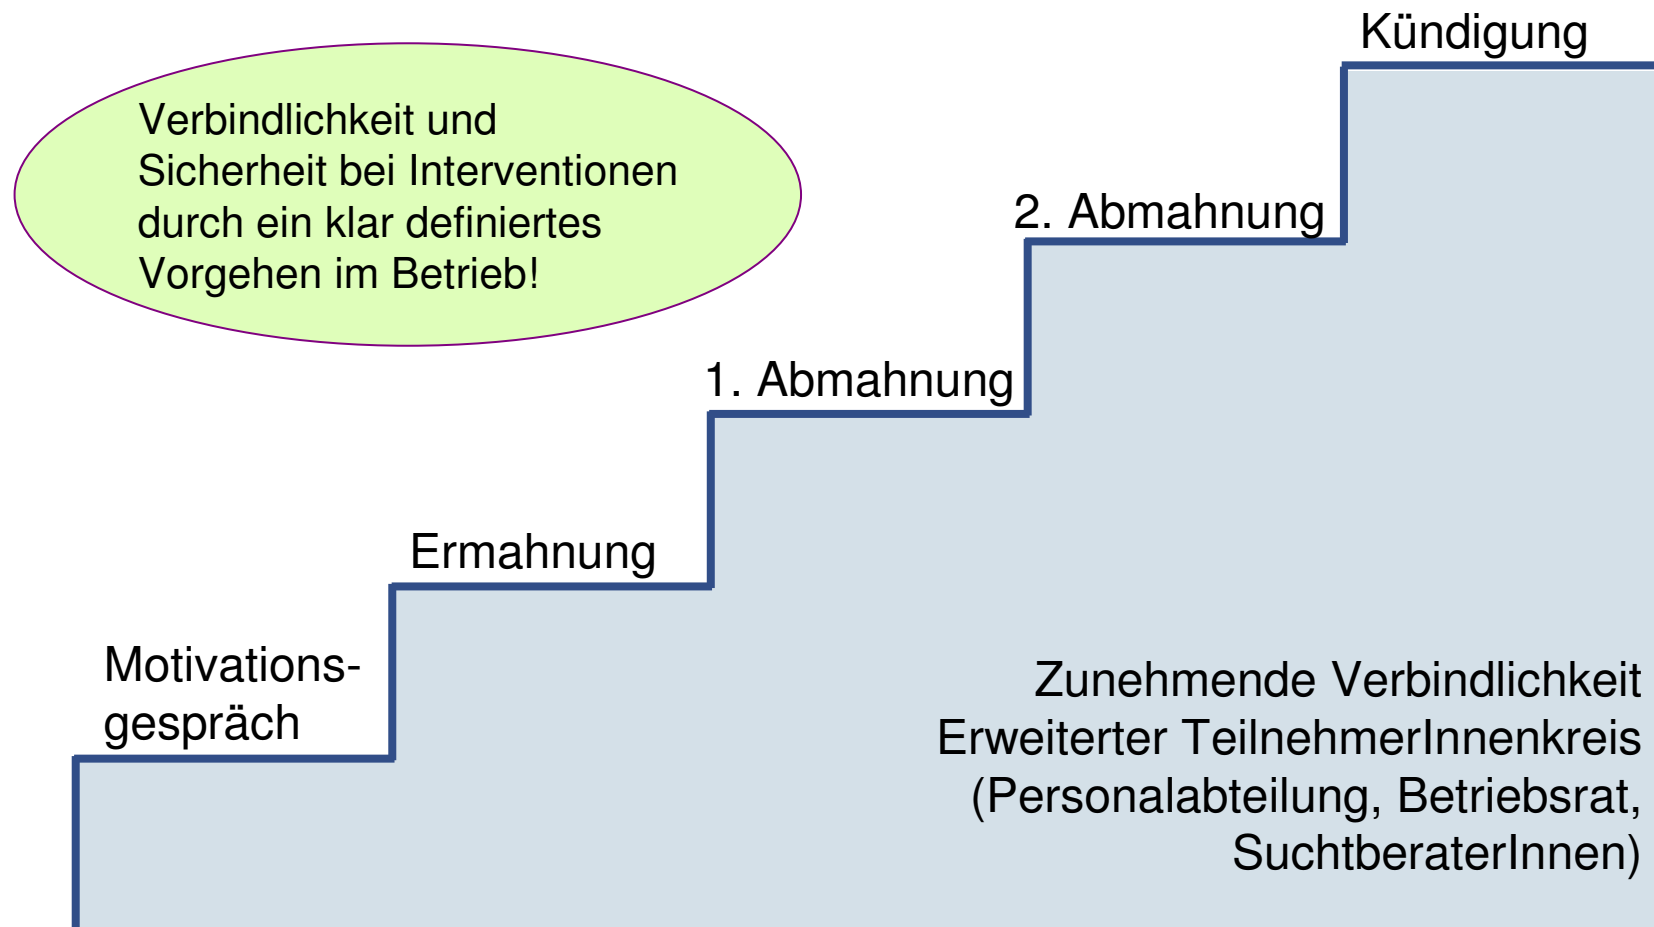 Kündigung
Verbindlichkeit und
Sicherheit bei Interventionen
durch ein klar definiertes
Vorgehen im Betrieb!
2. Abmahnung
1. Abmahnung
Ermahnung
Motivations-
gespräch
Zunehmende Verbindlichkeit
Erweiterter TeilnehmerInnenkreis
(Personalabteilung, Betriebsrat,
SuchtberaterInnen)